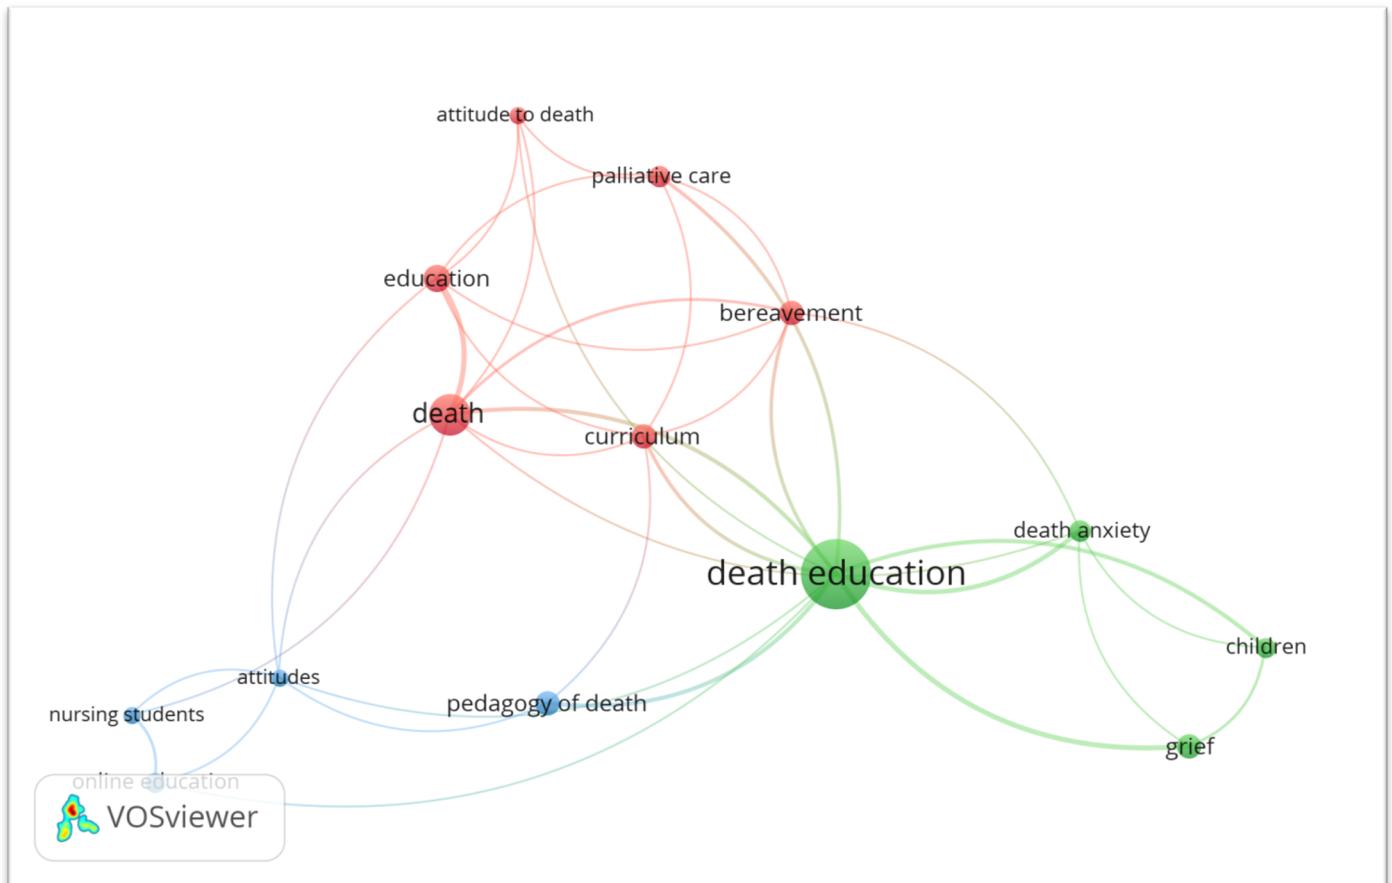 attitude to death
palliative care
education
bereavement
death
curriculum
death anxiety
death education
children
attitudes
pedagogy of death
nursing students
grief
online education
VOSviewer